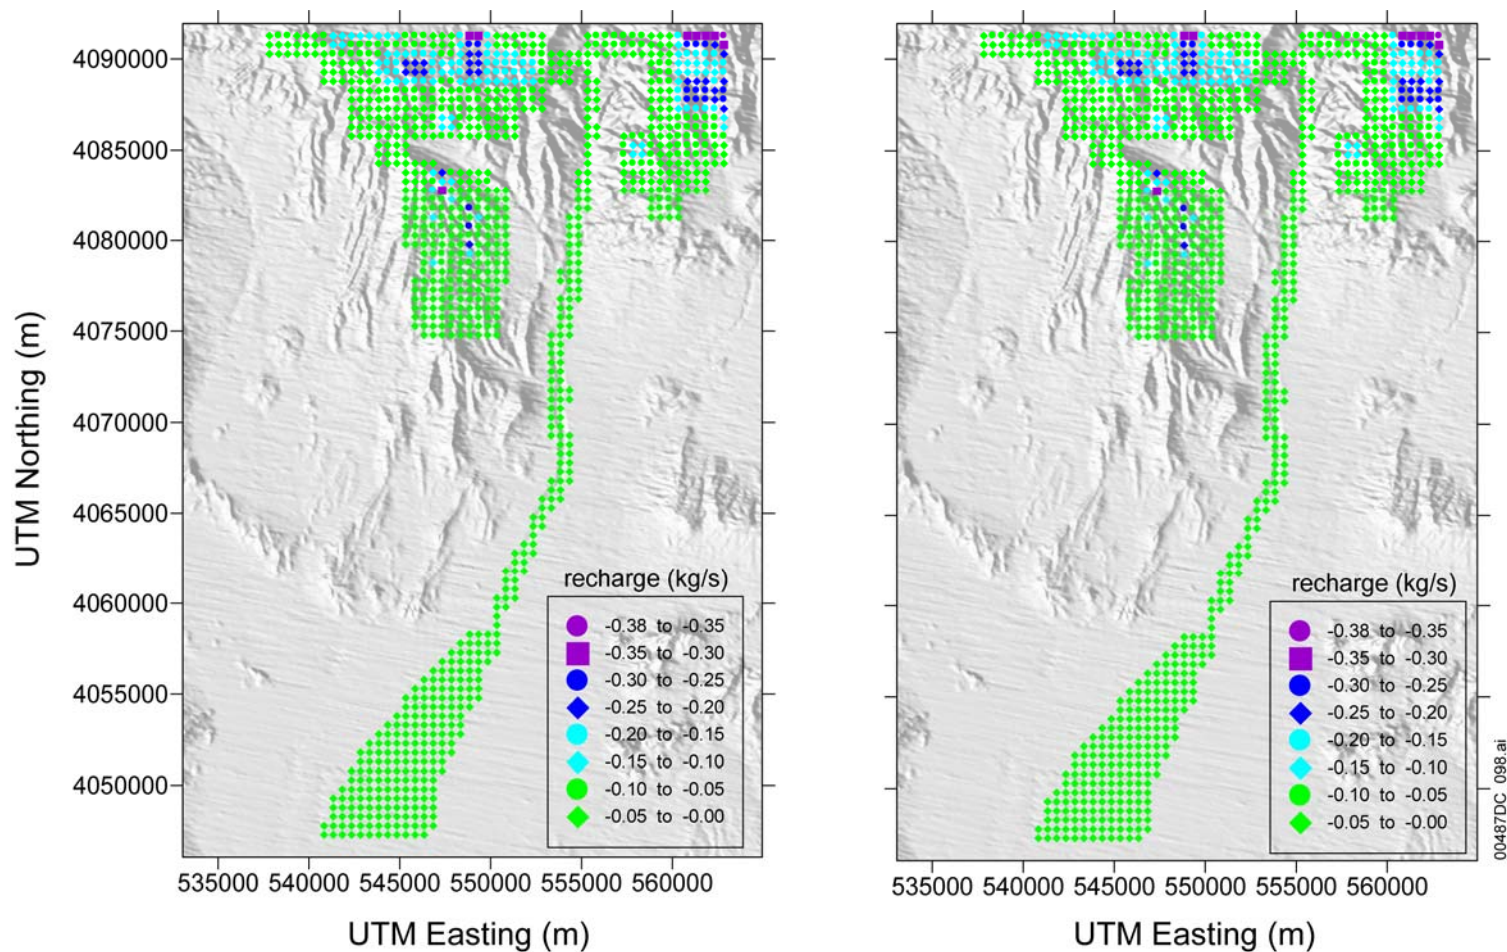 UTM Northing (m)
4090000
4085000
4080000
4075000
4070000
4065000
4060000
4055000
4050000
recharge (kg/s)
-0.38 to -0.35
-0.35 to -0.30
-0.30 to -0.25
-0.25 to -0.20
-0.20 to -0.15
-0.15 to -0.10
-0.10 to -0.05
-0.05 to -0.00
535000 540000 545000 550000 555000 560000
UTM Easting (m)
recharge (kg/s)
-0.38 to -0.35
-0.35 to -0.30
-0.30 to -0.25
-0.25 to -0.20
-0.20 to -0.15
-0.15 to -0.10
-0.10 to -0.05
-0.05 to -0.00
535000 540000 545000 550000 555000 560000
UTM Easting (m)
00487DC_098.ai